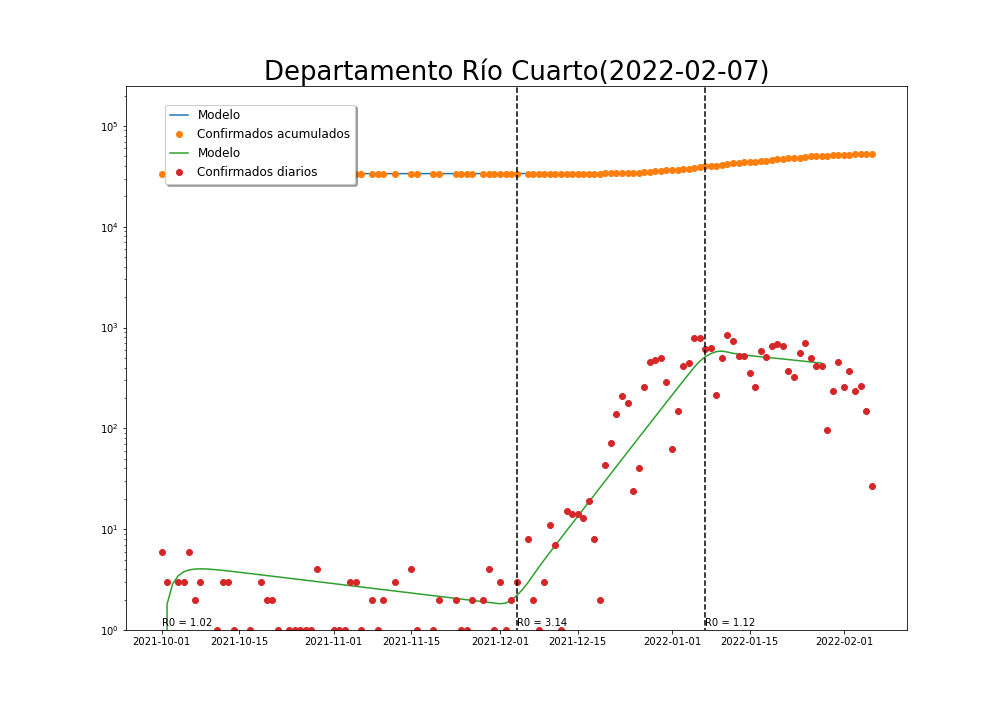 Departamento Río Cuarto(2022-02-07)
Modelo
Confirmados acumulados
Modelo
Confirmados diarios
10⁵
10⁴
10³
10²
10¹
10⁰
R0 = 1.02
R0 = 3.14
R0 = 1.12
2021-10-01
2021-10-15
2021-11-01
2021-11-15
2021-12-01
2021-12-15
2022-01-01
2022-01-15
2022-02-01